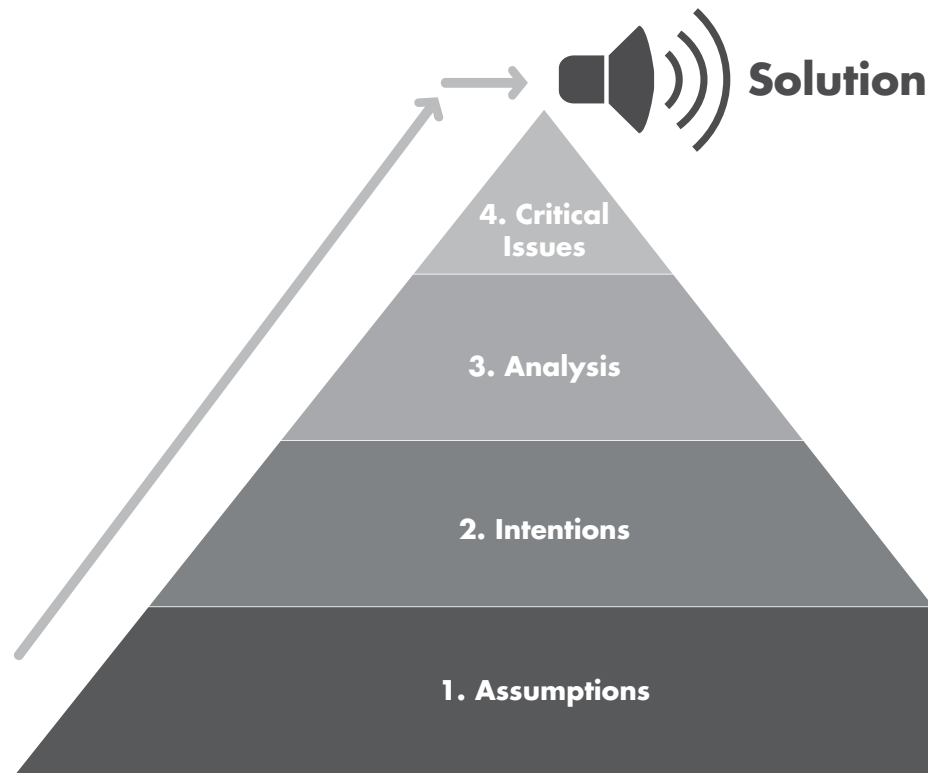 Solution
4. Critical
Issues
3. Analysis
2. Intentions
1. Assumptions